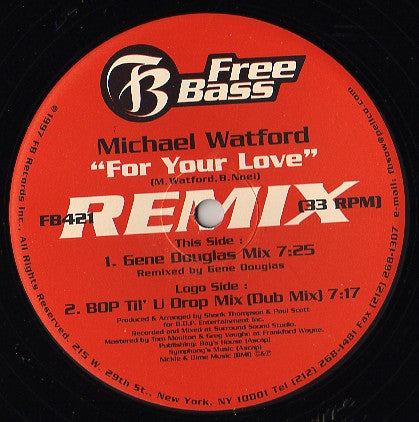 FB
Free
Bass
Michael Watford
"For Your Love"
(M. Watford, B. Noel)
REMIX
FB421
(33 RPM)
This Side :
1. Gene Douglas Mix 7:25
Remixed by Gene Douglas
Logo Side :
2. BOP Til' U Drop Mix (Dub Mix) 7:17
Produced & Arranged by Shank Thompson & Paul Scott
for B.O.P. Entertainment Inc.
Recorded and Mixed at Surround Sound Studio.
Mastered by Tom Moulton & Greg Vaughn at Frankford Wayne.
Publishing: Boy's House (Ascap)
Symphony's Music (Ascap)
Nickle & Dime Music (BMI) ©&℗
©1997 FB Records Inc., All Rights Reserved. 215 W. 29th St., New York, NY 10001 Tel (212) 268-1481 Fax (212) 268-1307 e-mail: